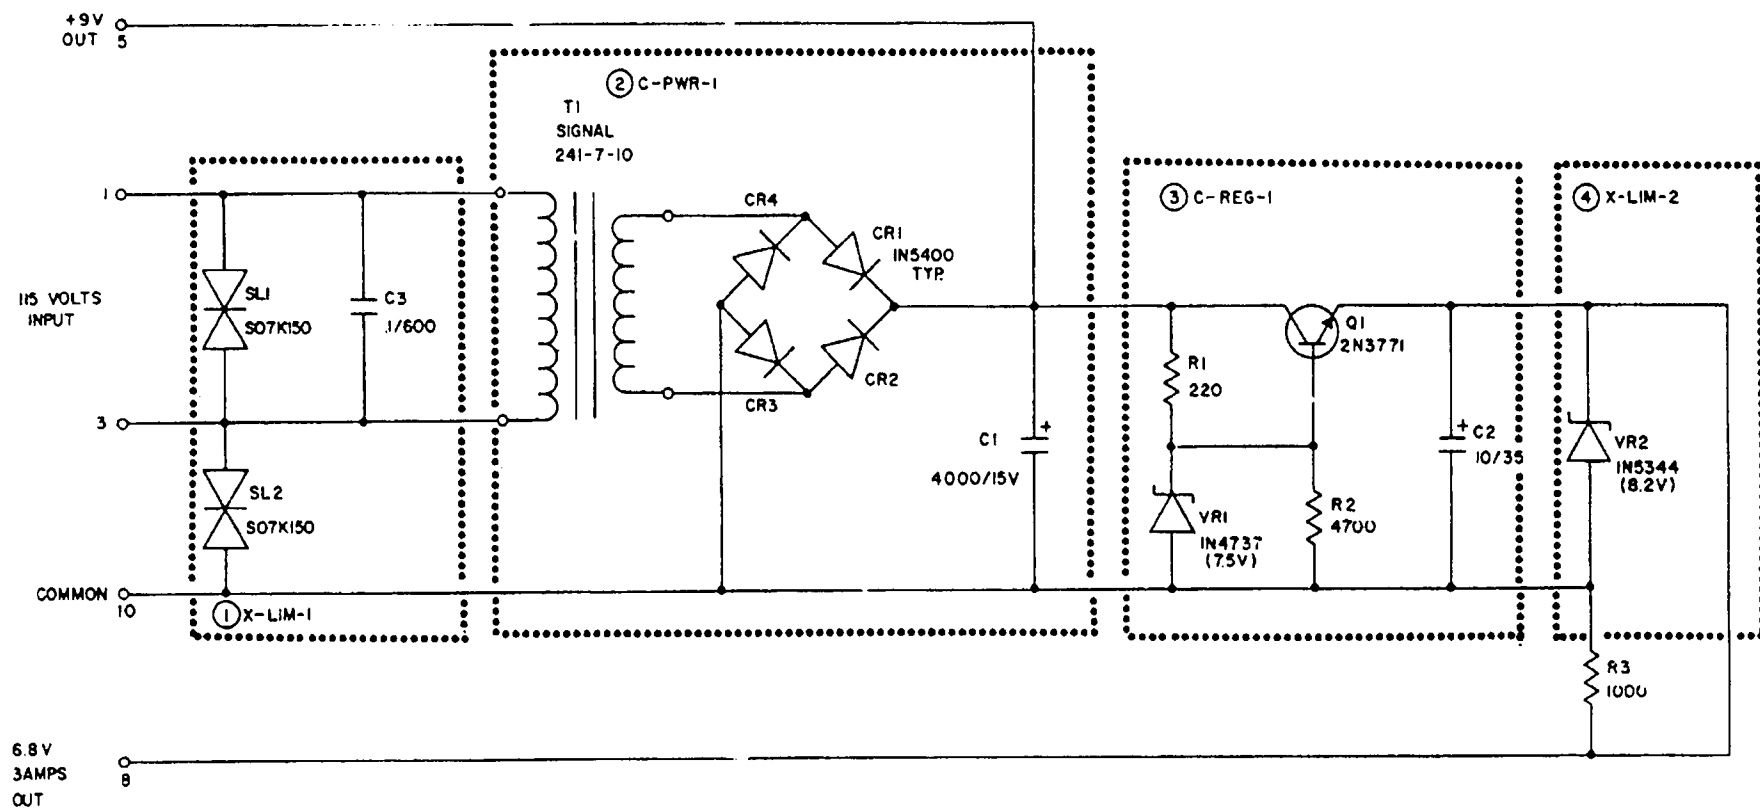 +9V
OUT 5
② C-PWR-1
T1
SIGNAL
241-7-10
1
CR4
CR1
IN5400
TYP.
③ C-REG-1
④ X-LIM-2
115 VOLTS
INPUT
SL1
S07K150
C3
.1/600
Q1
2N3771
R1
220
CR2
CR3
3
C1
+
4000/15V
+
C2
10/35
VR2
IN5344
(8.2V)
SL2
S07K150
VR1
IN4737
(7.5V)
R2
4700
COMMON
10
① X-LIM-1
R3
1000
6.8V
3AMPS
OUT
8